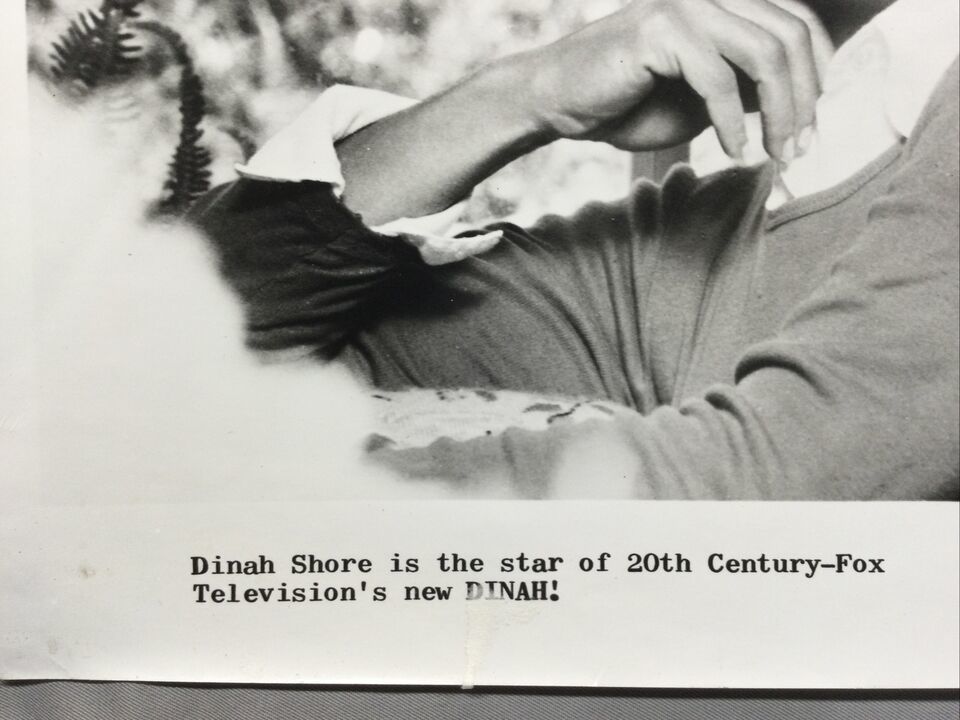 Dinah Shore is the star of 20th Century-Fox
Television's new DINAH!